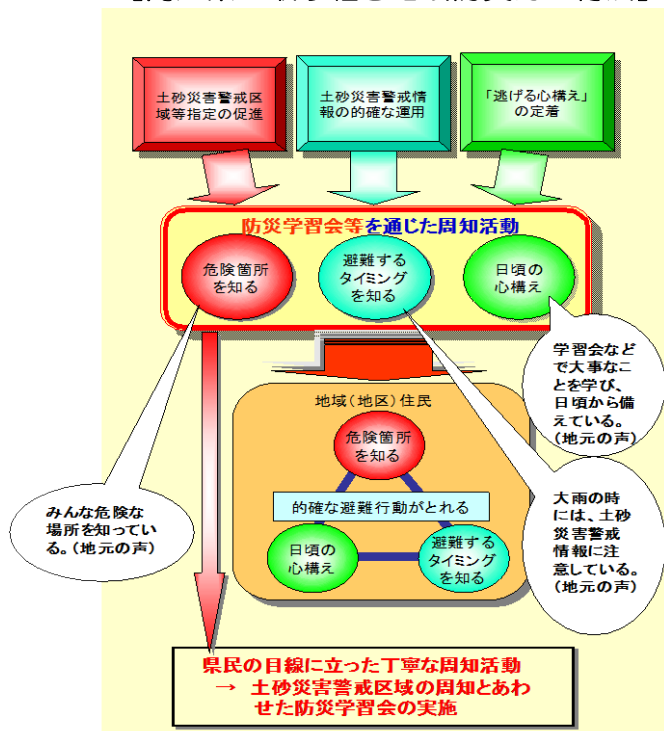 土砂災害警戒区
域等指定の促進
土砂災害警戒情
報の的確な運用
「逃げる心構え」
の定着
防災学習会等を通じた周知活動
危険箇所
を知る
避難する
タイミング
を知る
日頃の
心構え
学習会など
で大事なこ
とを学び、
日頃から備
えている。
(地元の声)
地域(地区)住民
危険箇所
を知る
的確な避難行動がとれる
日頃の
心構え
避難する
タイミング
を知る
みんな危険な
場所を知ってい
る。(地元の声)
大雨の時
には、土砂
災害警戒
情報に注
意している。
(地元の声)
県民の目線に立った丁寧な周知活動
→ 土砂災害警戒区域の周知とあわ
せた防災学習会の実施